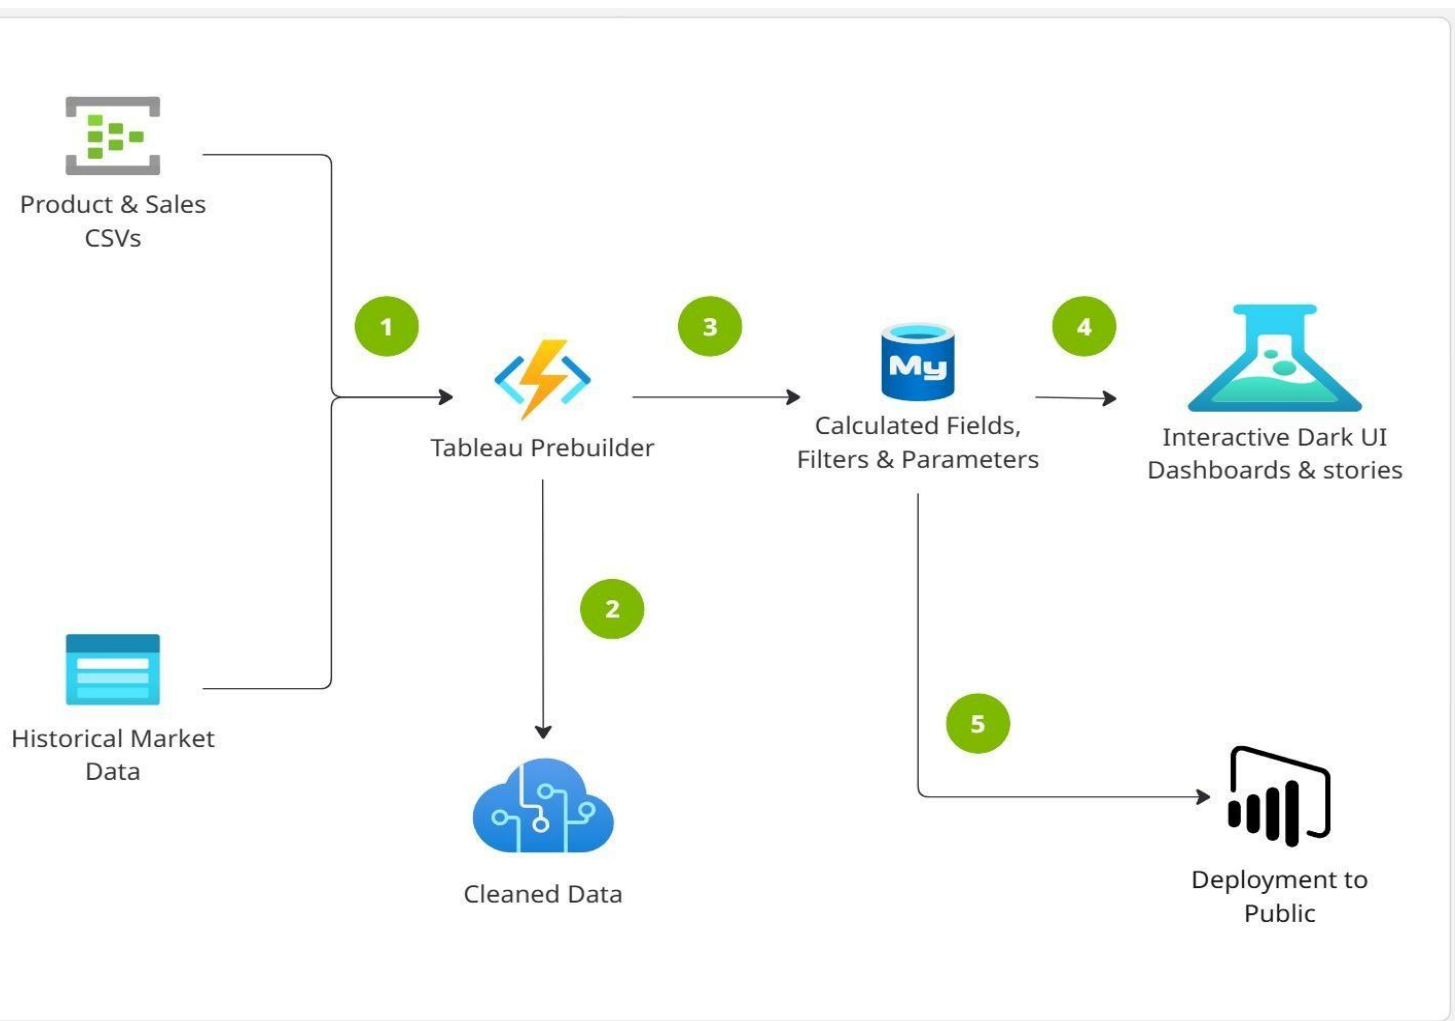 Product & Sales
CSVs
1
3
4
My
Tableau Prebuilder
Calculated Fields,
Filters & Parameters
Interactive Dark UI
Dashboards & stories
2
5
Historical Market
Data
Cleaned Data
Deployment to
Public